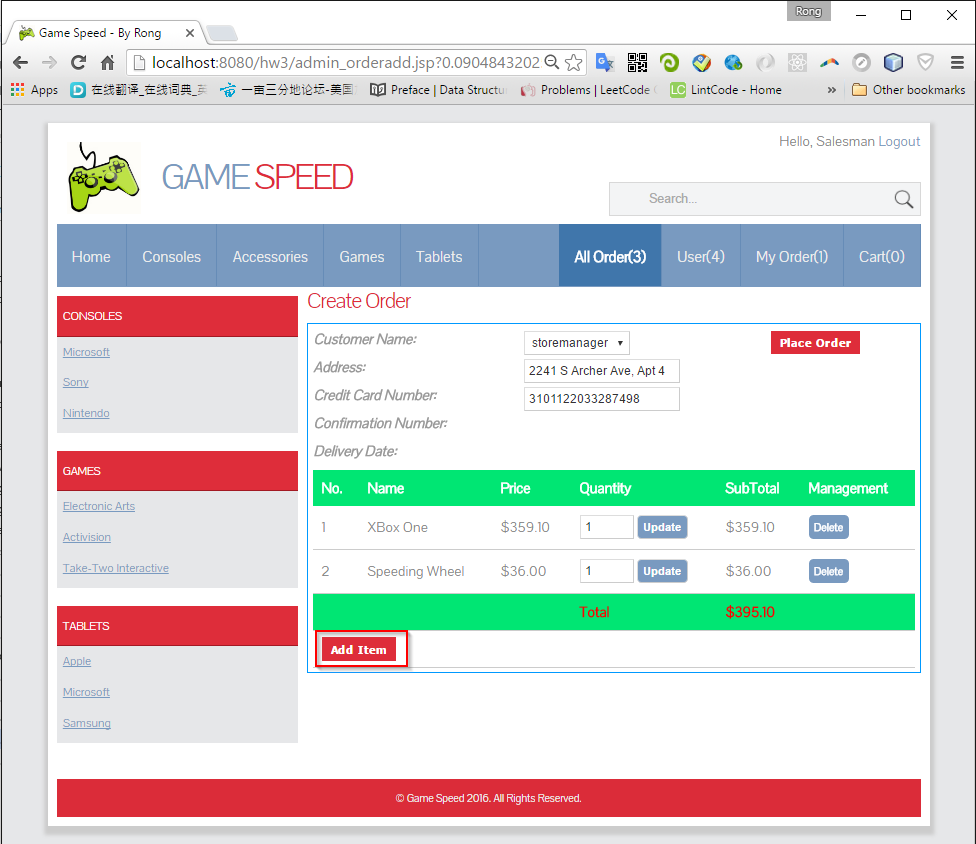 Rong
Game Speed - By Rong
localhost:8080/hw3/admin_orderadd.jsp?0.0904843202
Apps 在线翻译_在线词典_英 一亩三分地论坛-美国 Preface | Data Structu Problems | LeetCode LC LintCode - Home » Other bookmarks
Hello, Salesman Logout
GAME SPEED
Search...
Home Consoles Accessories Games Tablets All Order(3) User(4) My Order(1) Cart(0)
CONSOLES
Microsoft
Sony
Nintendo
GAMES
Electronic Arts
Activision
Take-Two Interactive
TABLETS
Apple
Microsoft
Samsung
Create Order
Customer Name: storemanager Place Order
Address: 2241 S Archer Ave, Apt 4
Credit Card Number: 3101122033287498
Confirmation Number:
Delivery Date:
No. Name Price Quantity SubTotal Management
1 XBox One $359.10 1 Update $359.10 Delete
2 Speeding Wheel $36.00 1 Update $36.00 Delete
Total $395.10
Add Item
© Game Speed 2016. All Rights Reserved.